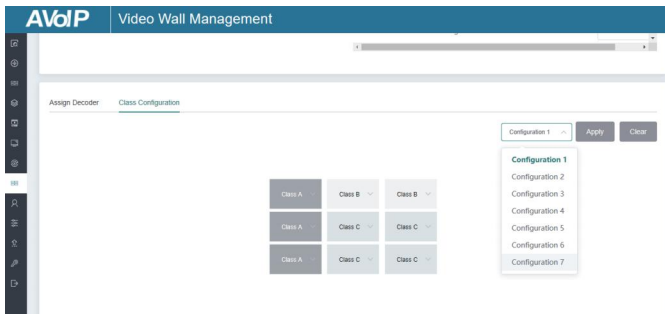 AVoIP Video Wall Management
Assign Decoder Class Configuration
Configuration 1 Apply Clear
Configuration 1
Configuration 2
Configuration 3
Configuration 4
Configuration 5
Configuration 6
Configuration 7
Class A Class B Class B
Class A Class C Class C
Class A Class C Class C